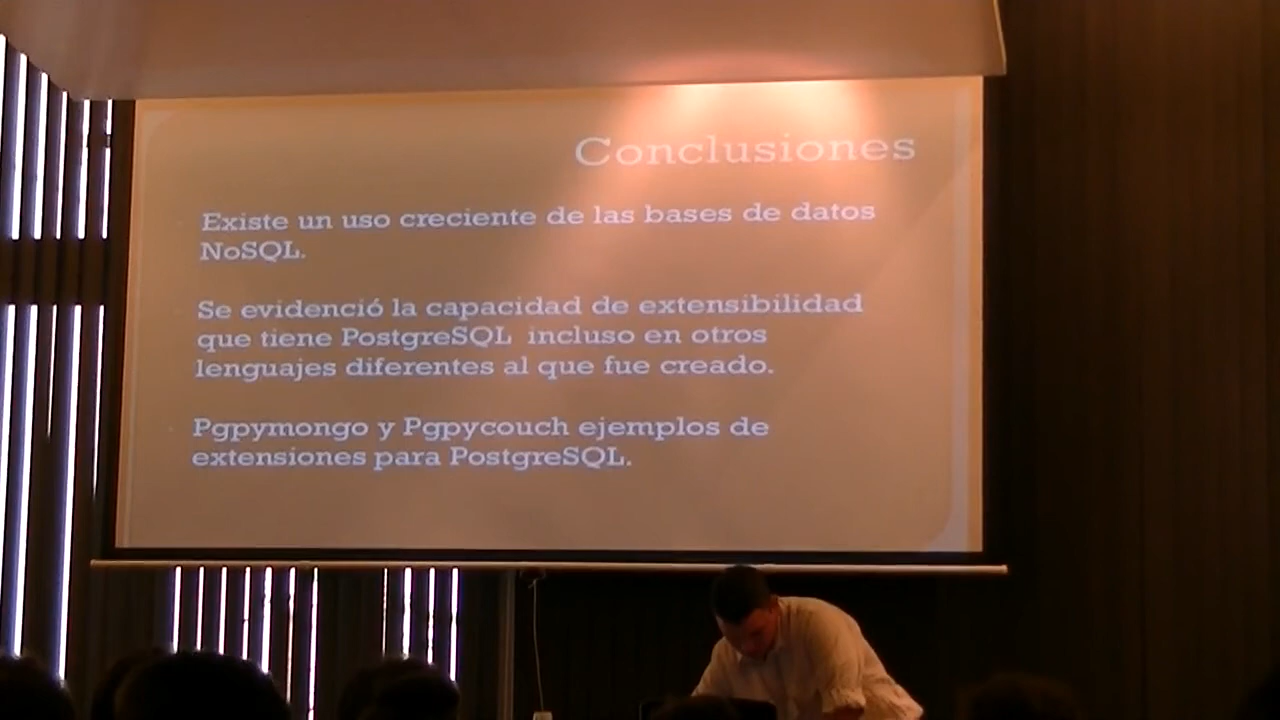 Conclusiones
Existe un uso creciente de las bases de datos
NoSQL.
Se evidenció la capacidad de extensibilidad
que tiene PostgreSQL incluso en otros
lenguajes diferentes al que fue creado.
Pgpymongo y Pgpycouch ejemplos de
extensiones para PostgreSQL.